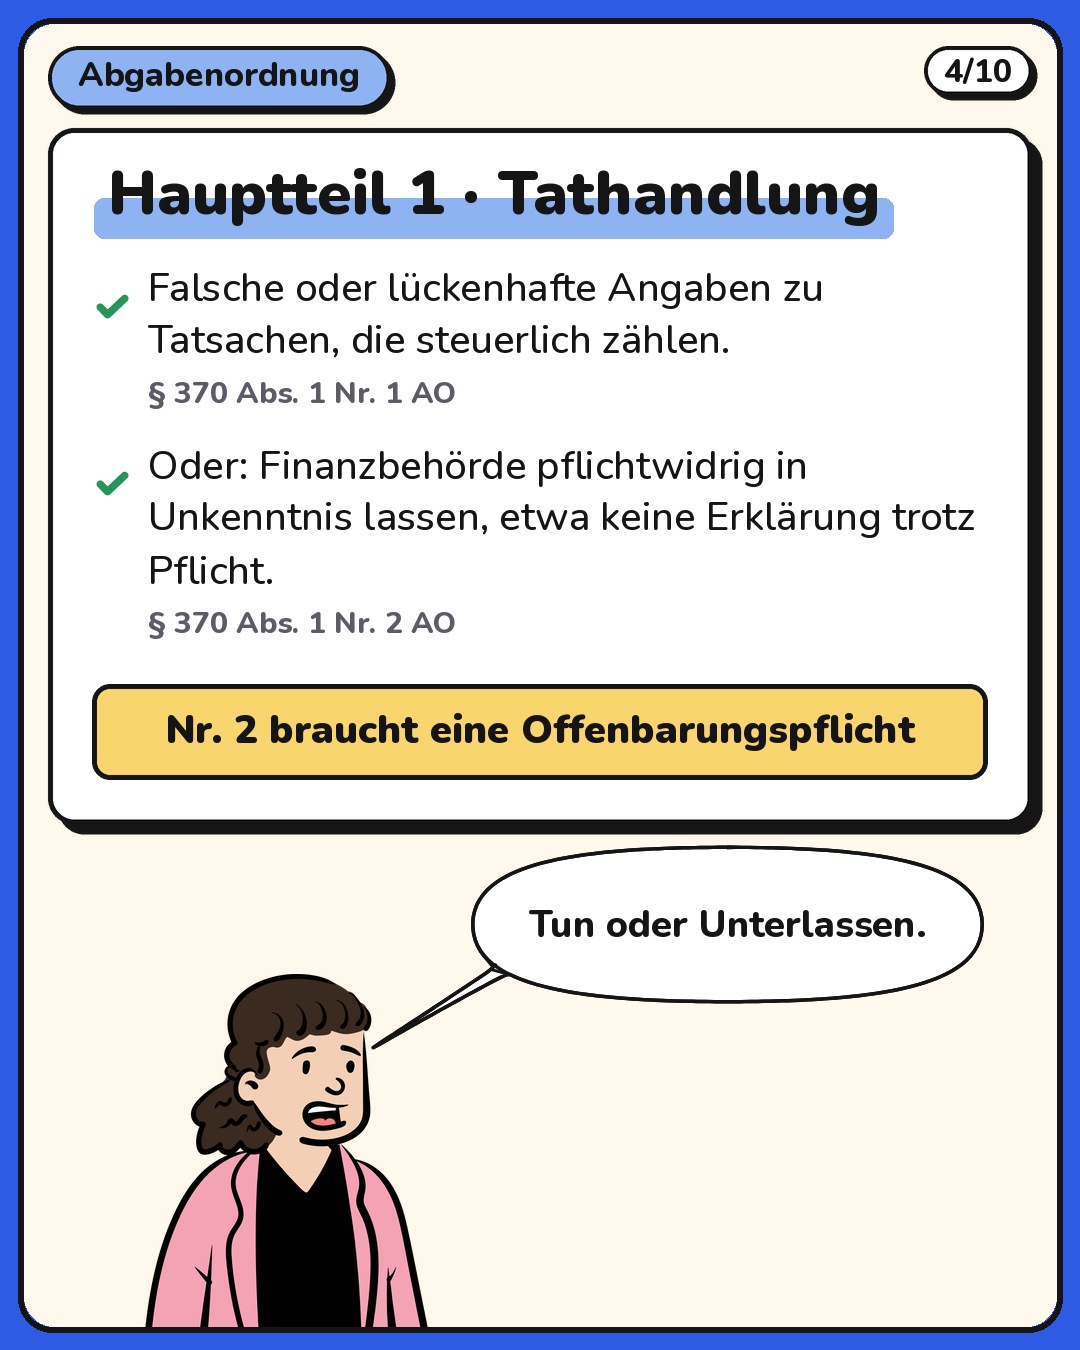 Abgabenordnung
4/10
Hauptteil 1 · Tathandlung
Falsche oder lückenhafte Angaben zu
Tatsachen, die steuerlich zählen.
§ 370 Abs. 1 Nr. 1 AO
Oder: Finanzbehörde pflichtwidrig in
Unkenntnis lassen, etwa keine Erklärung trotz
Pflicht.
§ 370 Abs. 1 Nr. 2 AO
Nr. 2 braucht eine Offenbarungspflicht
Tun oder Unterlassen.